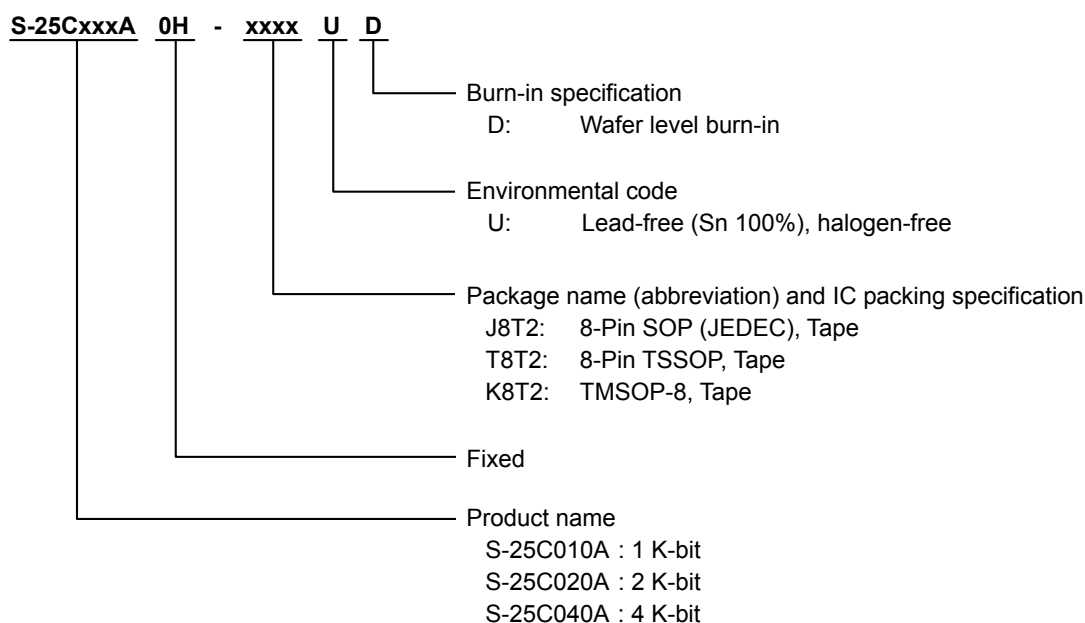 S-25CxxxA 0H - xxxx U D
Burn-in specification
D: Wafer level burn-in
Environmental code
U: Lead-free (Sn 100%), halogen-free
Package name (abbreviation) and IC packing specification
J8T2: 8-Pin SOP (JEDEC), Tape
T8T2: 8-Pin TSSOP, Tape
K8T2: TMSOP-8, Tape
Fixed
Product name
S-25C010A : 1 K-bit
S-25C020A : 2 K-bit
S-25C040A : 4 K-bit